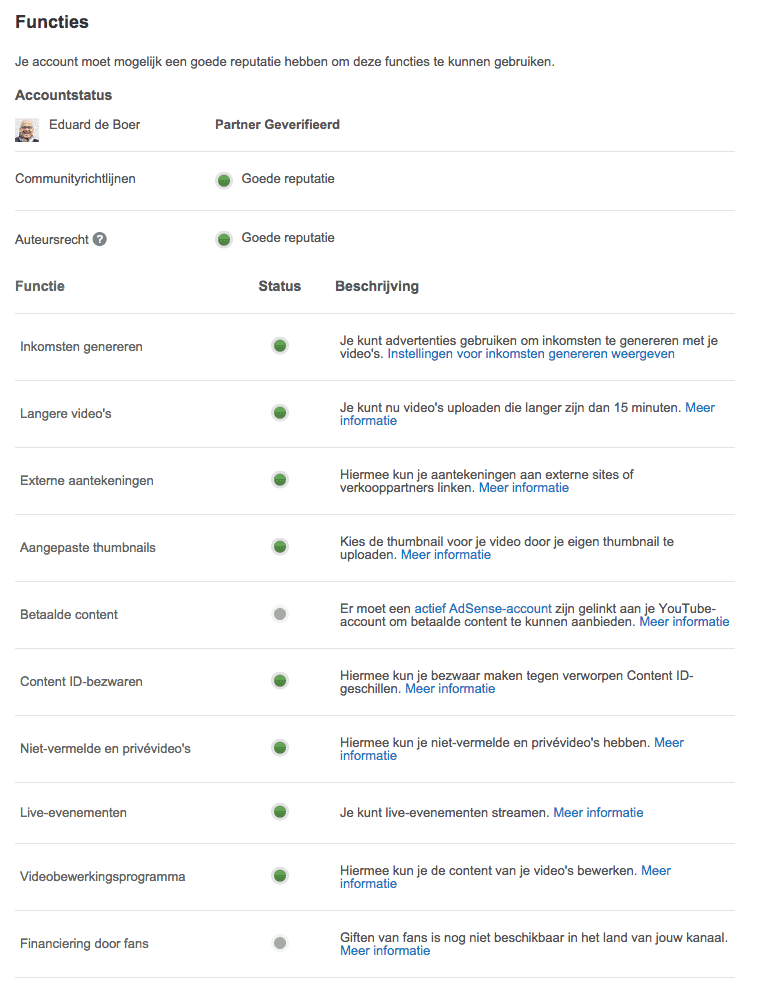 Functies
Je account moet mogelijk een goede reputatie hebben om deze functies te kunnen gebruiken.
Accountstatus
Eduard de Boer Partner Geverifieerd
Communityrichtlijnen Goede reputatie
Auteursrecht ? Goede reputatie
Functie Status Beschrijving
Inkomsten genereren
Je kunt advertenties gebruiken om inkomsten te genereren met je
video's. Instellingen voor inkomsten genereren weergeven
Langere video's
Je kunt nu video's uploaden die langer zijn dan 15 minuten. Meer
informatie
Externe aantekeningen
Hiermee kun je aantekeningen aan externe sites of
verkooppartners linken. Meer informatie
Aangepaste thumbnails
Kies de thumbnail voor je video door je eigen thumbnail te
uploaden. Meer informatie
Betaalde content
Er moet een actief AdSense-account zijn gelinkt aan je YouTube-
account om betaalde content te kunnen aanbieden. Meer informatie
Content ID-bezwaren
Hiermee kun je bezwaar maken tegen verworpen Content ID-
geschillen. Meer informatie
Niet-vermelde en privévideo's
Hiermee kun je niet-vermelde en privévideo's hebben. Meer
informatie
Live-evenementen
Je kunt live-evenementen streamen. Meer informatie
Videobewerkingsprogramma
Hiermee kun je de content van je video's bewerken. Meer
informatie
Financiering door fans
Giften van fans is nog niet beschikbaar in het land van jouw kanaal.
Meer informatie